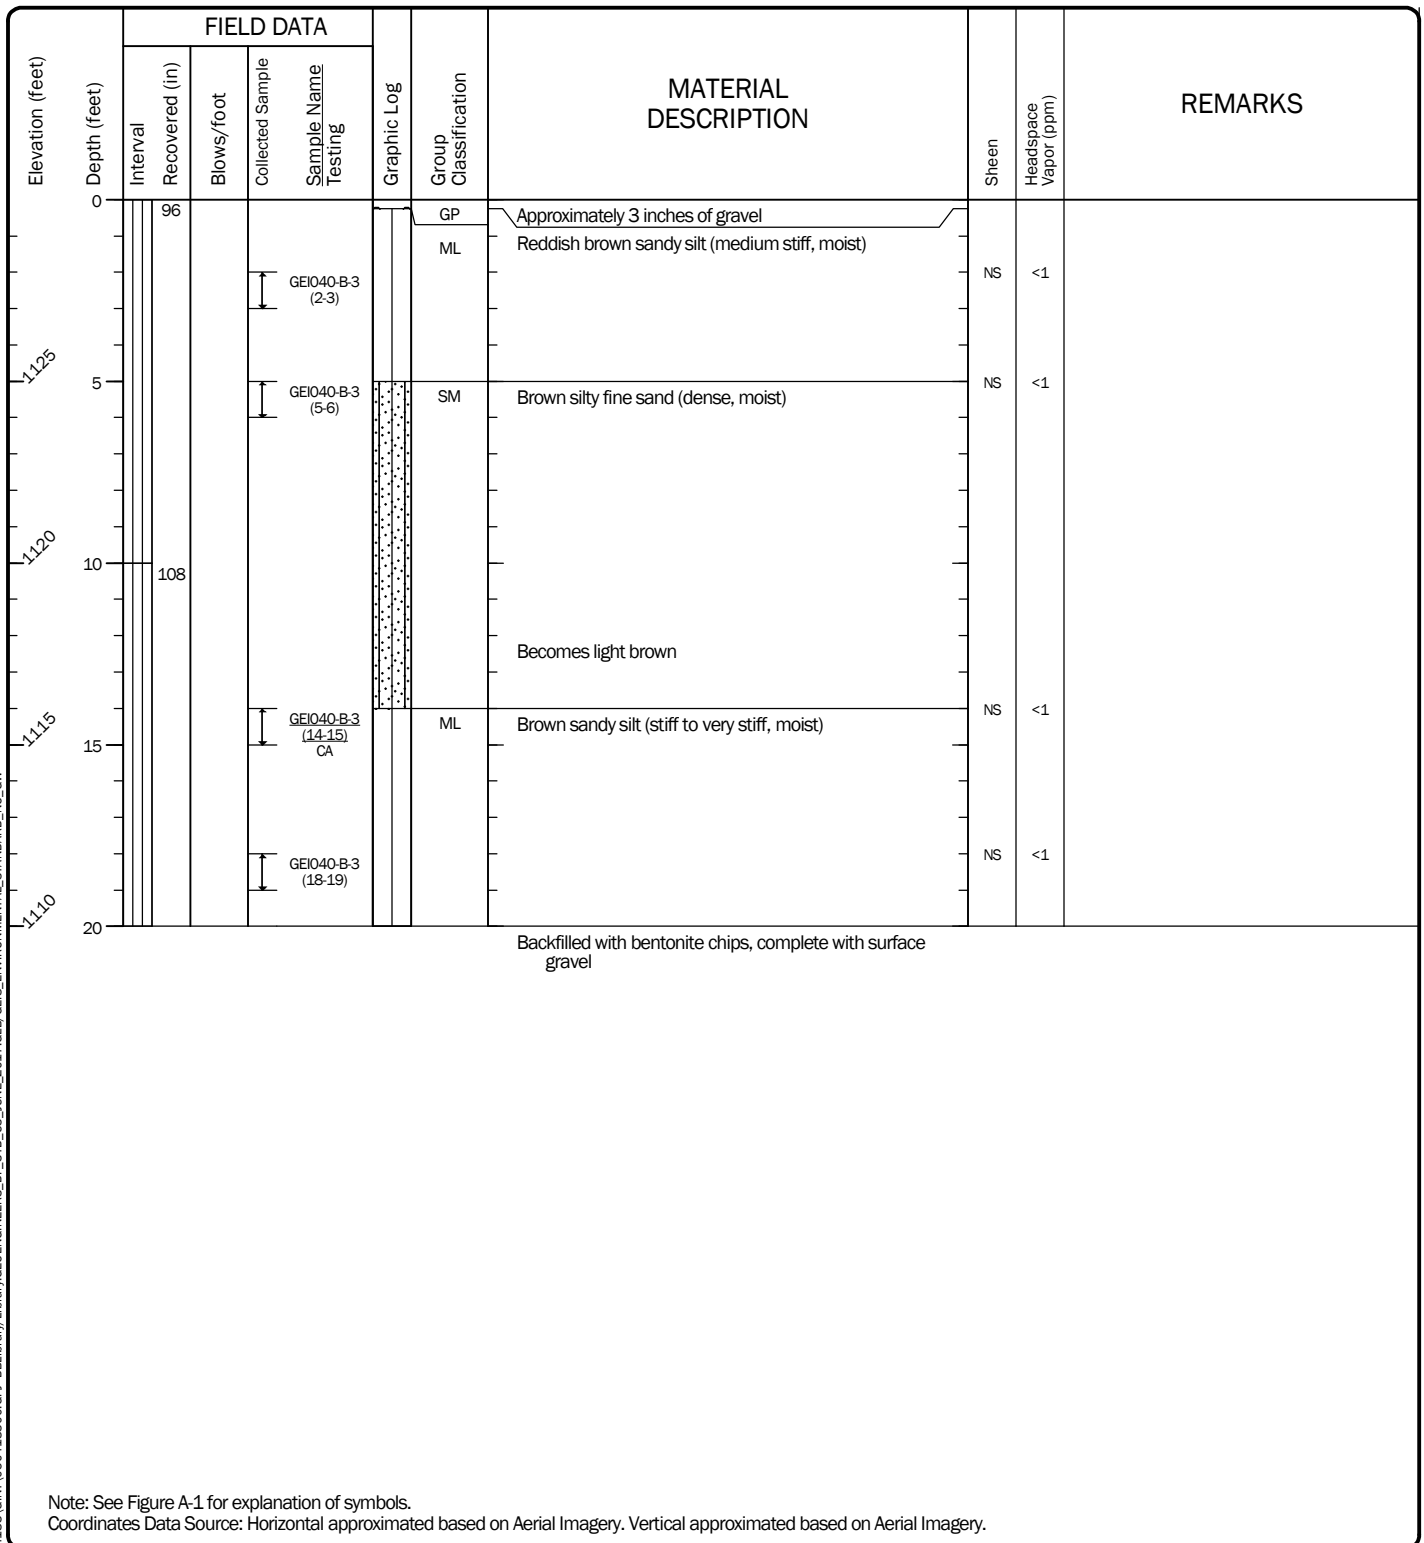 FIELD DATA
Elevation (feet)
Depth (feet)
Interval
Recovered (in)
Blows/foot
Collected Sample
Sample Name
Testing
Graphic Log
Group
Classification
MATERIAL
DESCRIPTION
Sheen
Headspace
Vapor (ppm)
REMARKS
0
96
GP
Approximately 3 inches of gravel
ML
Reddish brown sandy silt (medium stiff, moist)
GEI040-B-3
(2-3)
NS
<1
1125
5
GEI040-B-3
(5-6)
SM
Brown silty fine sand (dense, moist)
NS
<1
1120
10
108
Becomes light brown
1115
15
GEI040-B-3
(14-15)
CA
ML
Brown sandy silt (stiff to very stiff, moist)
NS
<1
GEI040-B-3
(18-19)
NS
<1
1110
20
Backfilled with bentonite chips, complete with surface
gravel
Note: See Figure A-1 for explanation of symbols.
Coordinates Data Source: Horizontal approximated based on Aerial Imagery. Vertical approximated based on Aerial Imagery.